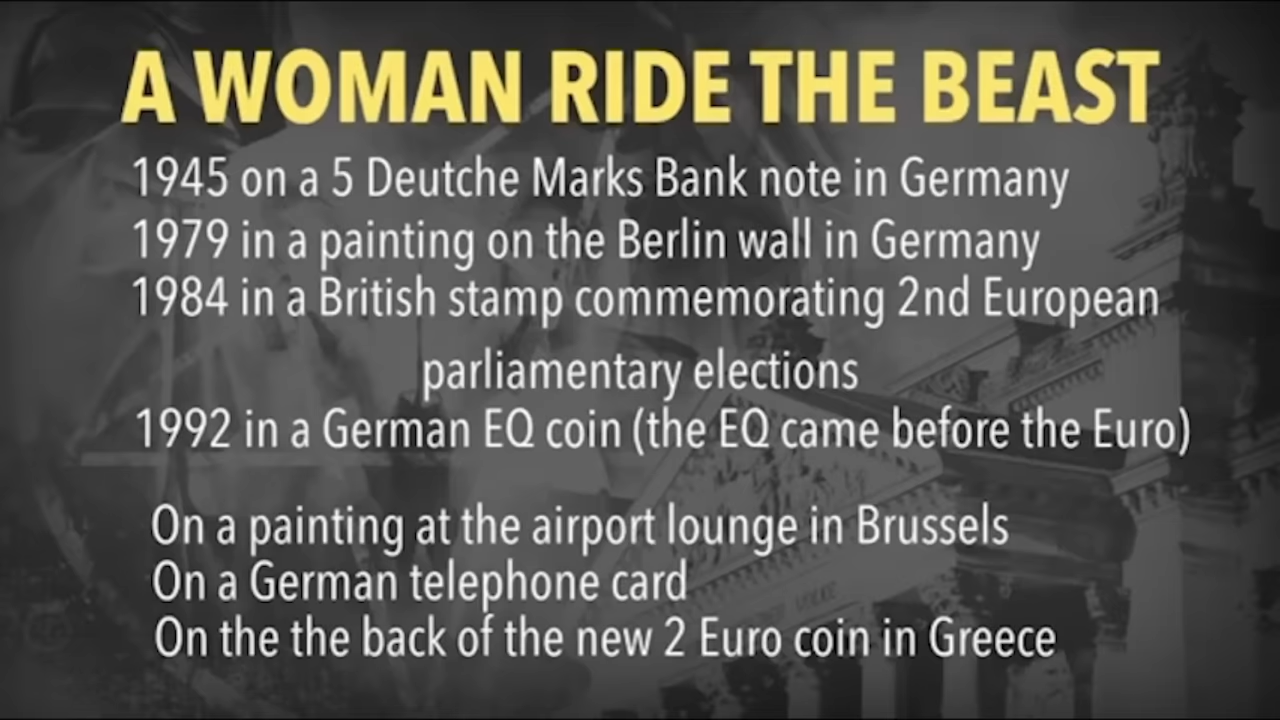 A WOMAN RIDE THE BEAST
1945 on a 5 Deutche Marks Bank note in Germany
1979 in a painting on the Berlin wall in Germany
1984 in a British stamp commemorating 2nd European
parliamentary elections
1992 in a German EQ coin (the EQ came before the Euro)
On a painting at the airport lounge in Brussels
On a German telephone card
On the the back of the new 2 Euro coin in Greece
VOLKE